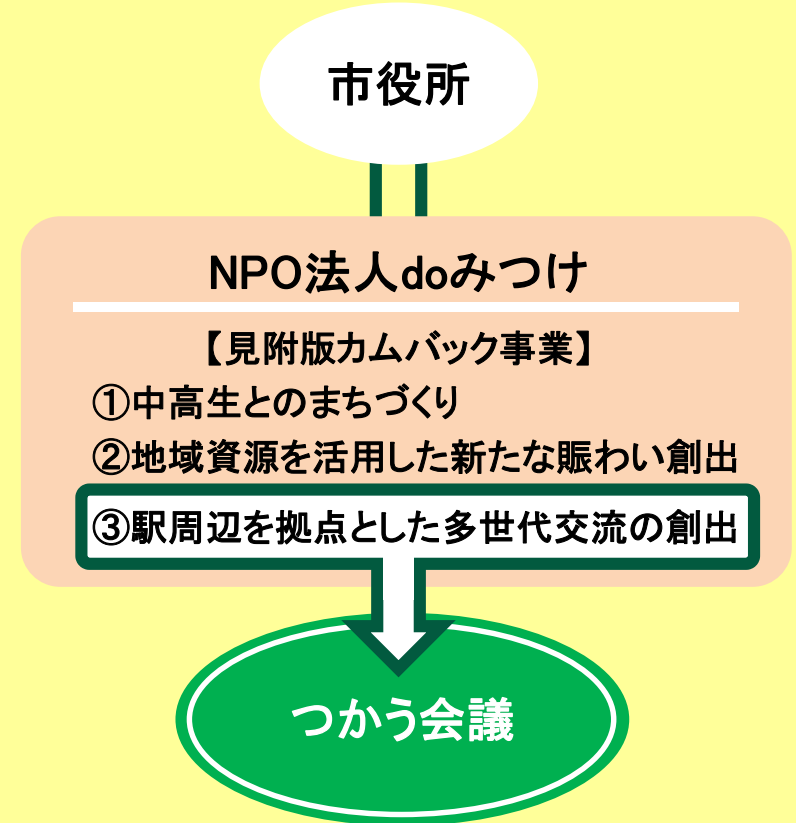 市役所
NPO法人doみつけ
【見附版カムバック事業】
①中高生とのまちづくり
②地域資源を活用した新たな賑わい創出
③駅周辺を拠点とした多世代交流の創出
つかう会議